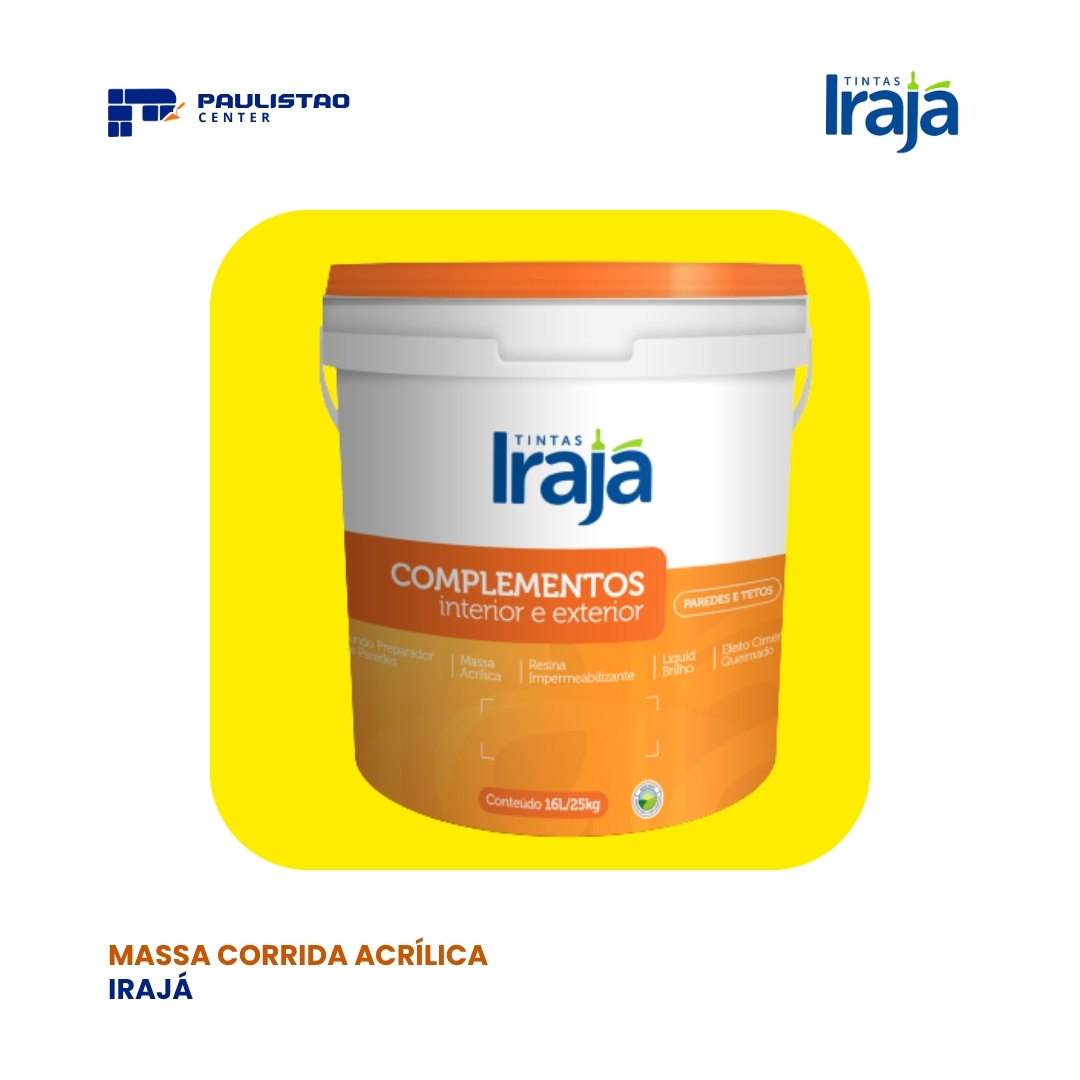 PAULISTAO
CENTER
TINTAS
Irajá
TINTAS
Irajá
COMPLEMENTOS
interior e exterior
PAREDES E TETOS
Preparador
Paredes
Massa
Acrílica
Resina
Impermeabilizante
Liquid
Brilho
Efeito
Queimado
Conteúdo 16L/25kg
MASSA CORRIDA ACRÍLICA
IRAJÁ